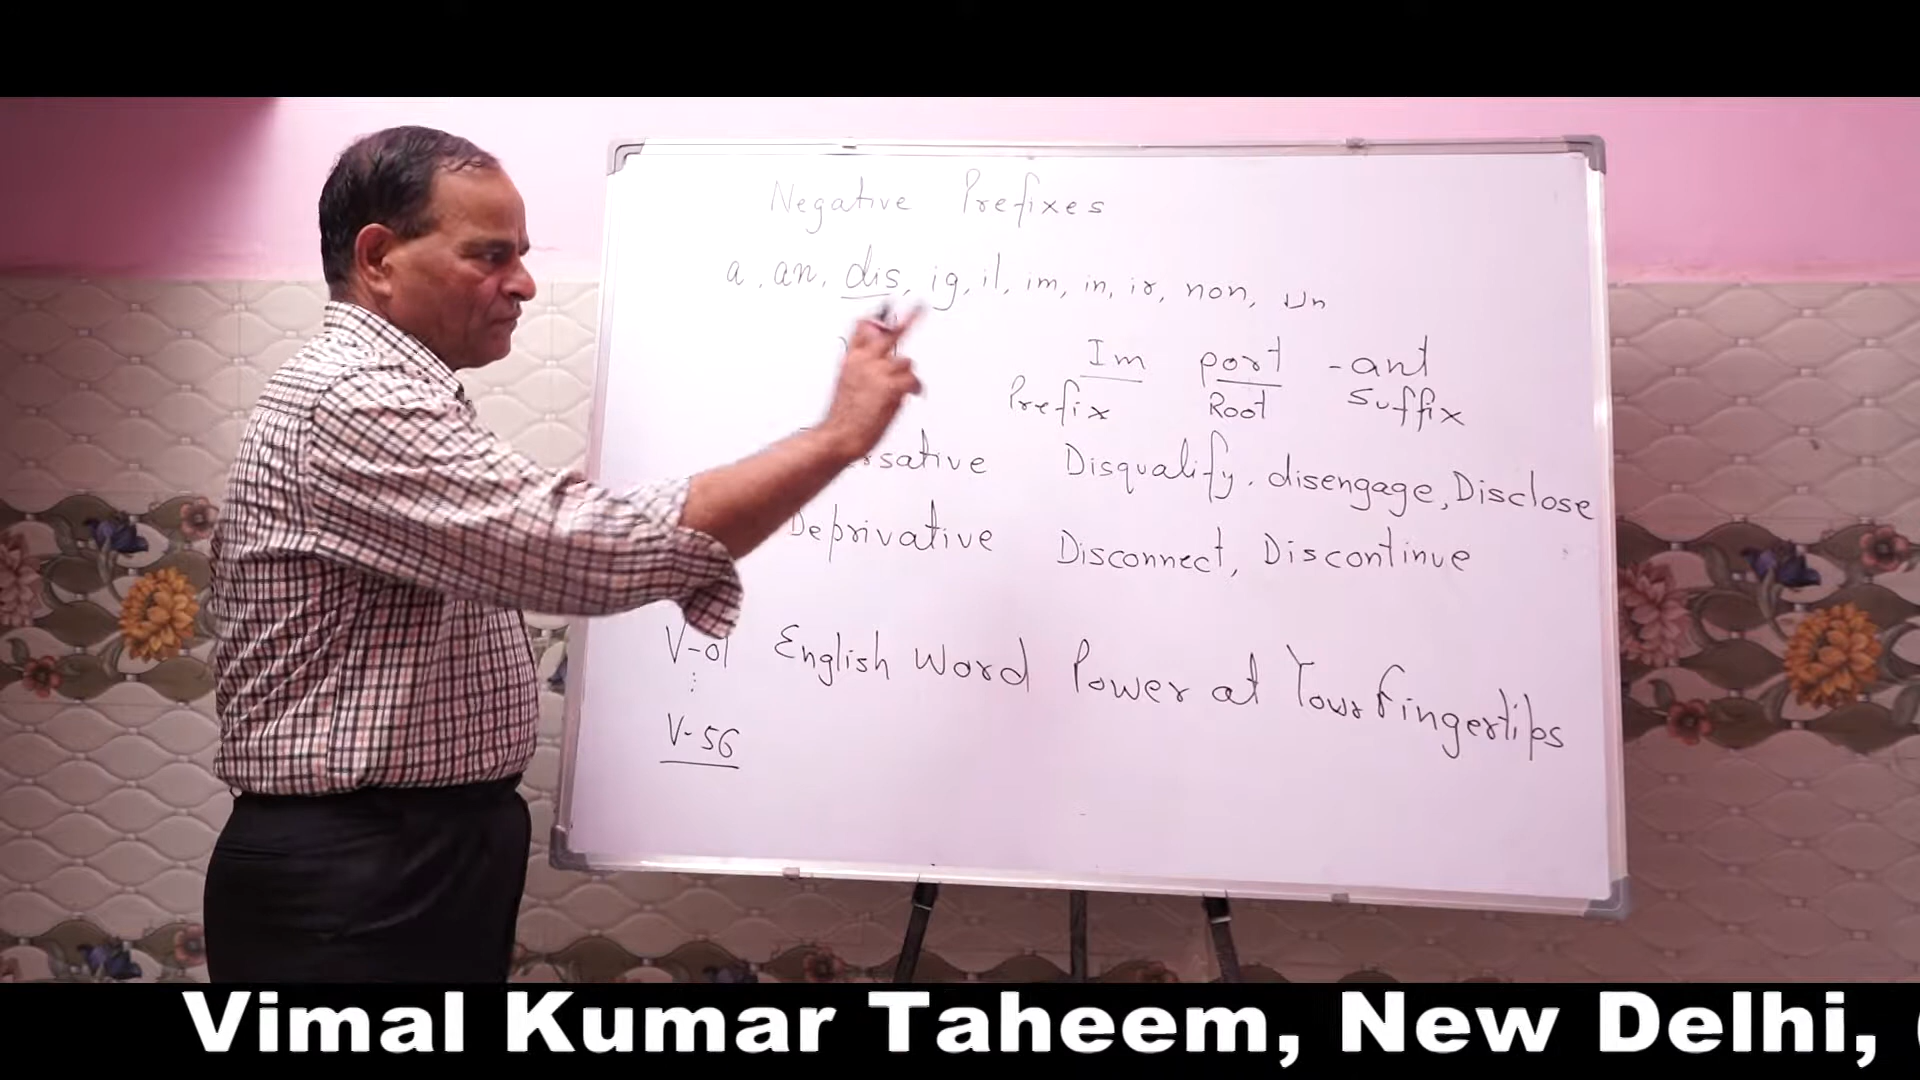 Negative Prefixes
a, an, dis, ig, il, im, in, ir, non, un
Im port -ant
Prefix Root Suffix
Disqualify, disengage, Disclose
Deprivative Disconnect, Discontinue
V-01 English Word Power at Your Fingertips
V-56
Vimal Kumar Taheem, New Delhi,